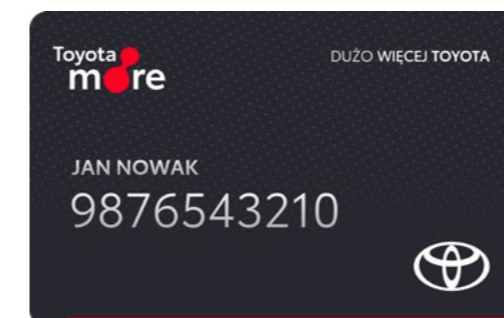 Toyota
more
DUŻO WIĘCEJ TOYOTA
JAN NOWAK
9876543210